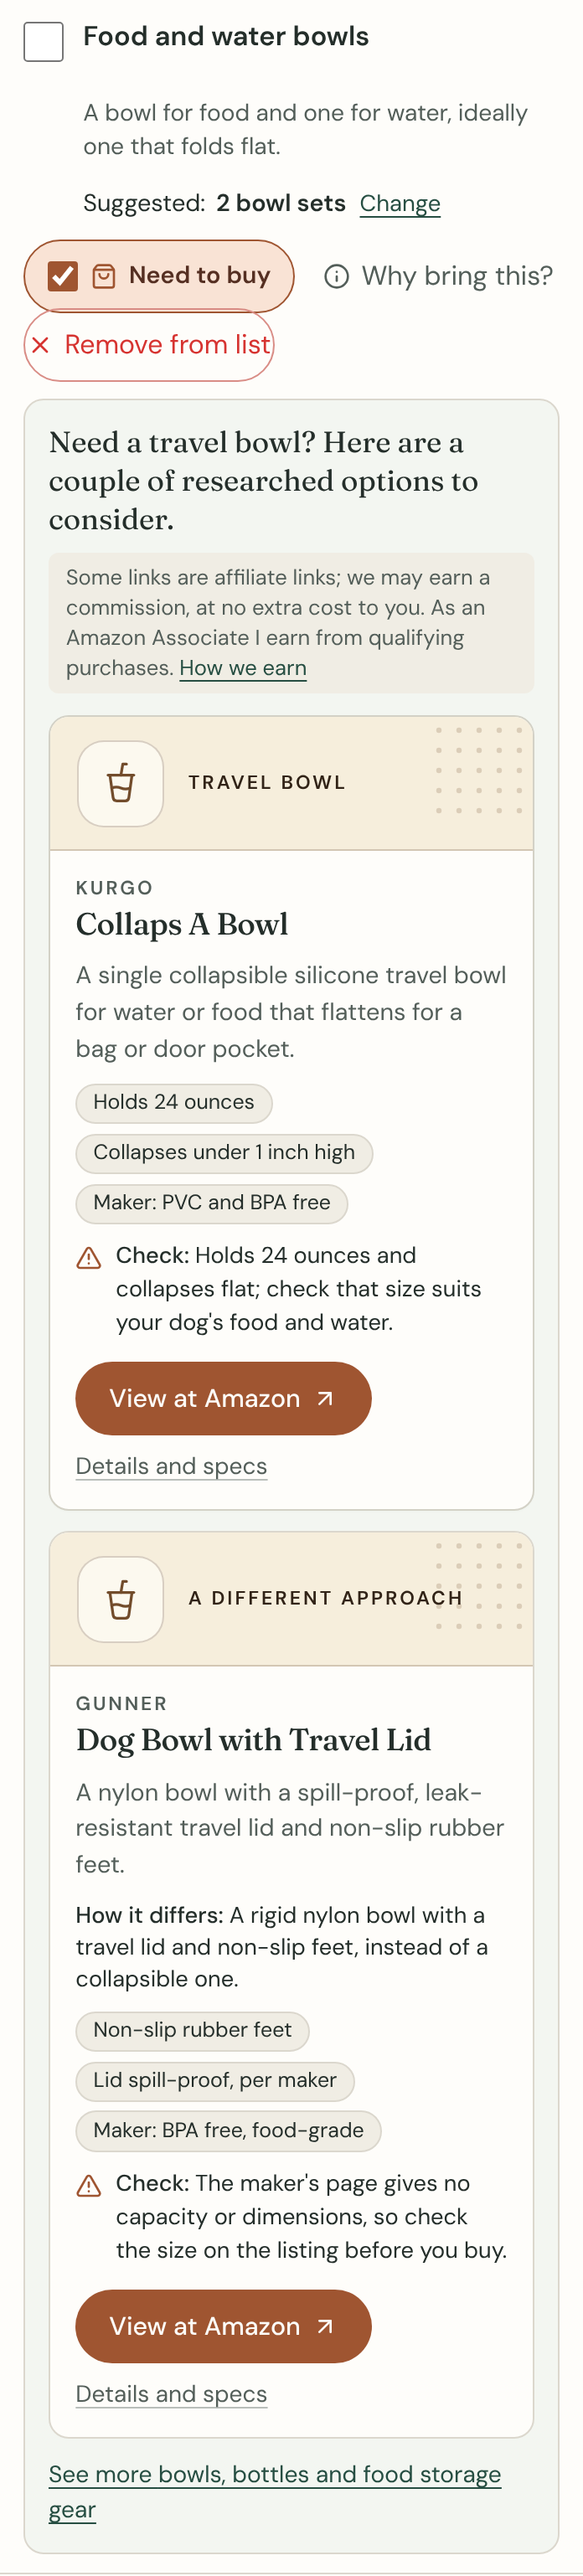 Food and water bowls
A bowl for food and one for water, ideally
one that folds flat.
Suggested: 2 bowl sets Change
Need to buy
Why bring this?
Remove from list
Need a travel bowl? Here are a
couple of researched options to
consider.
Some links are affiliate links; we may earn a
commission, at no extra cost to you. As an
Amazon Associate I earn from qualifying
purchases. How we earn
TRAVEL BOWL
KURGO
Collaps A Bowl
A single collapsible silicone travel bowl
for water or food that flattens for a
bag or door pocket.
Holds 24 ounces
Collapses under 1 inch high
Maker: PVC and BPA free
Check: Holds 24 ounces and
collapses flat; check that size suits
your dog's food and water.
View at Amazon
Details and specs
A DIFFERENT APPROACH
GUNNER
Dog Bowl with Travel Lid
A nylon bowl with a spill-proof, leak-
resistant travel lid and non-slip rubber
feet.
How it differs: A rigid nylon bowl with a
travel lid and non-slip feet, instead of a
collapsible one.
Non-slip rubber feet
Lid spill-proof, per maker
Maker: BPA free, food-grade
Check: The maker's page gives no
capacity or dimensions, so check
the size on the listing before you buy.
View at Amazon
Details and specs
See more bowls, bottles and food storage
gear